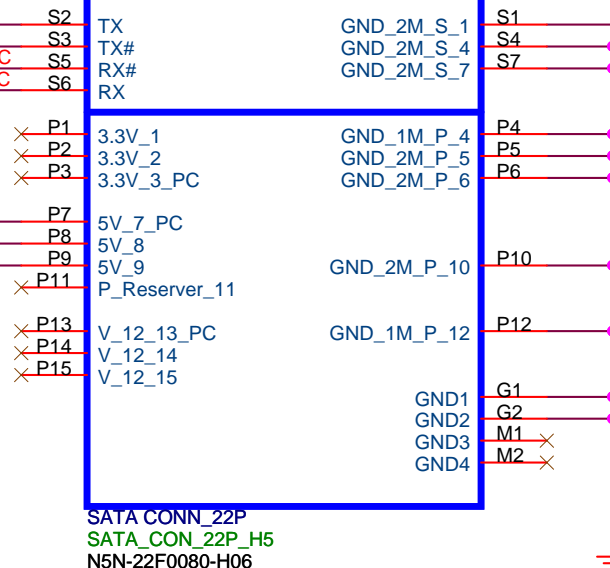 S2 TX GND_2M_S_1 S1
S3 TX# GND_2M_S_4 S4
C S5 RX# GND_2M_S_7 S7
C S6 RX
P1 3.3V_1 GND_1M_P_4 P4
P2 3.3V_2 GND_2M_P_5 P5
P3 3.3V_3_PC GND_2M_P_6 P6
P7 5V_7_PC
P8 5V_8
P9 5V_9 GND_2M_P_10 P10
P11 P_Reserver_11
P13 V_12_13_PC GND_1M_P_12 P12
P14 V_12_14
P15 V_12_15
GND1 G1
GND2 G2
GND3 M1
GND4 M2
SATA CONN_22P
SATA_CON_22P_H5
N5N-22F0080-H06